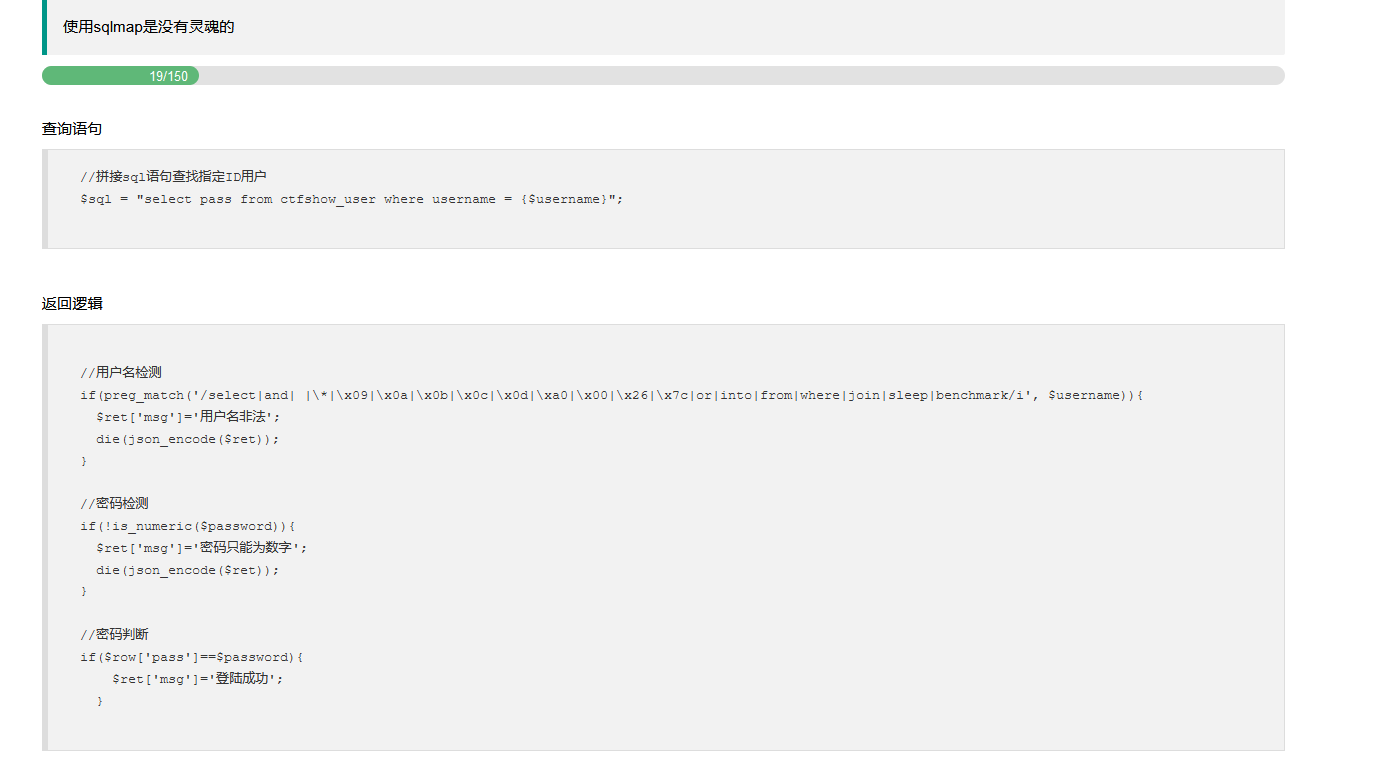 使用sqlmap是没有灵魂的
19/150
查询语句
//拼接sql语句查找指定ID用户
$sql = "select pass from ctfshow_user where username = {$username}";
返回逻辑
//用户名检测
if(preg_match('/select|and| |\*|\x09|\x0a|\x0b|\x0c|\x0d|\xa0|\x00|\x26|\x7c|or|into|from|where|join|sleep|benchmark/i', $username)){
$ret['msg']='用户名非法';
die(json_encode($ret));
}
//密码检测
if(!is_numeric($password)){
$ret['msg']='密码只能为数字';
die(json_encode($ret));
}
//密码判断
if($row['pass']==$password){
$ret['msg']='登陆成功';
}